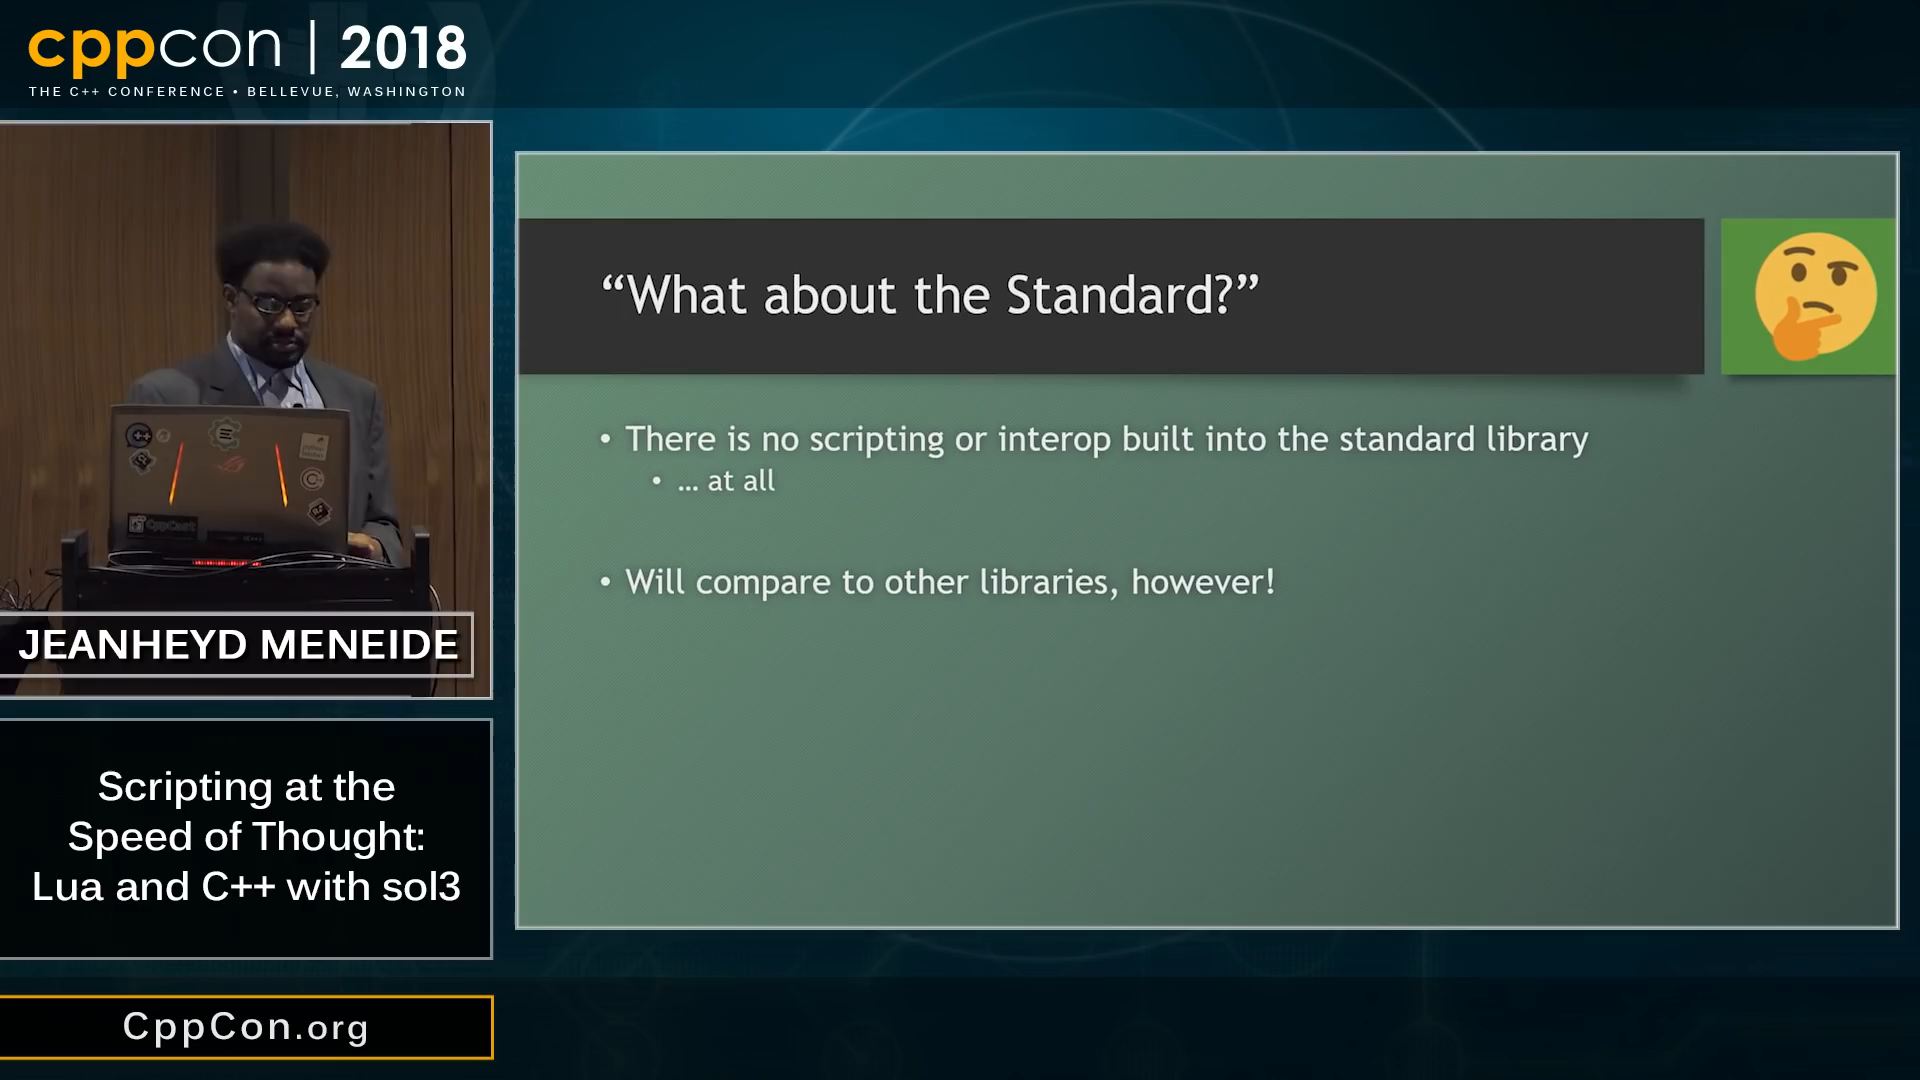 cppcon | 2018
THE C++ CONFERENCE • BELLEVUE, WASHINGTON
“What about the Standard?”
• There is no scripting or interop built into the standard library
• … at all
• Will compare to other libraries, however!
C++
CppCast
JEANHEYD MENEIDE
Scripting at the
Speed of Thought:
Lua and C++ with sol3
CppCon.org